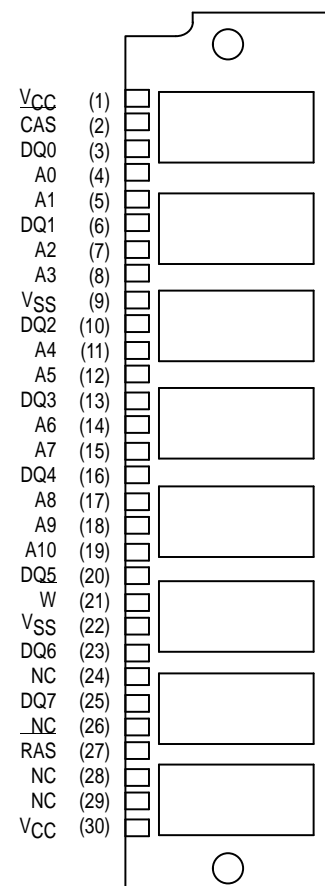 VCC (1)
C̅A̅S̅ (2)
DQ0 (3)
A0 (4)
A1 (5)
DQ1 (6)
A2 (7)
A3 (8)
VSS (9)
DQ2 (10)
A4 (11)
A5 (12)
DQ3 (13)
A6 (14)
A7 (15)
DQ4 (16)
A8 (17)
A9 (18)
A10 (19)
DQ5 (20)
W̅ (21)
VSS (22)
DQ6 (23)
NC (24)
DQ7 (25)
NC (26)
R̅A̅S̅ (27)
NC (28)
NC (29)
VCC (30)